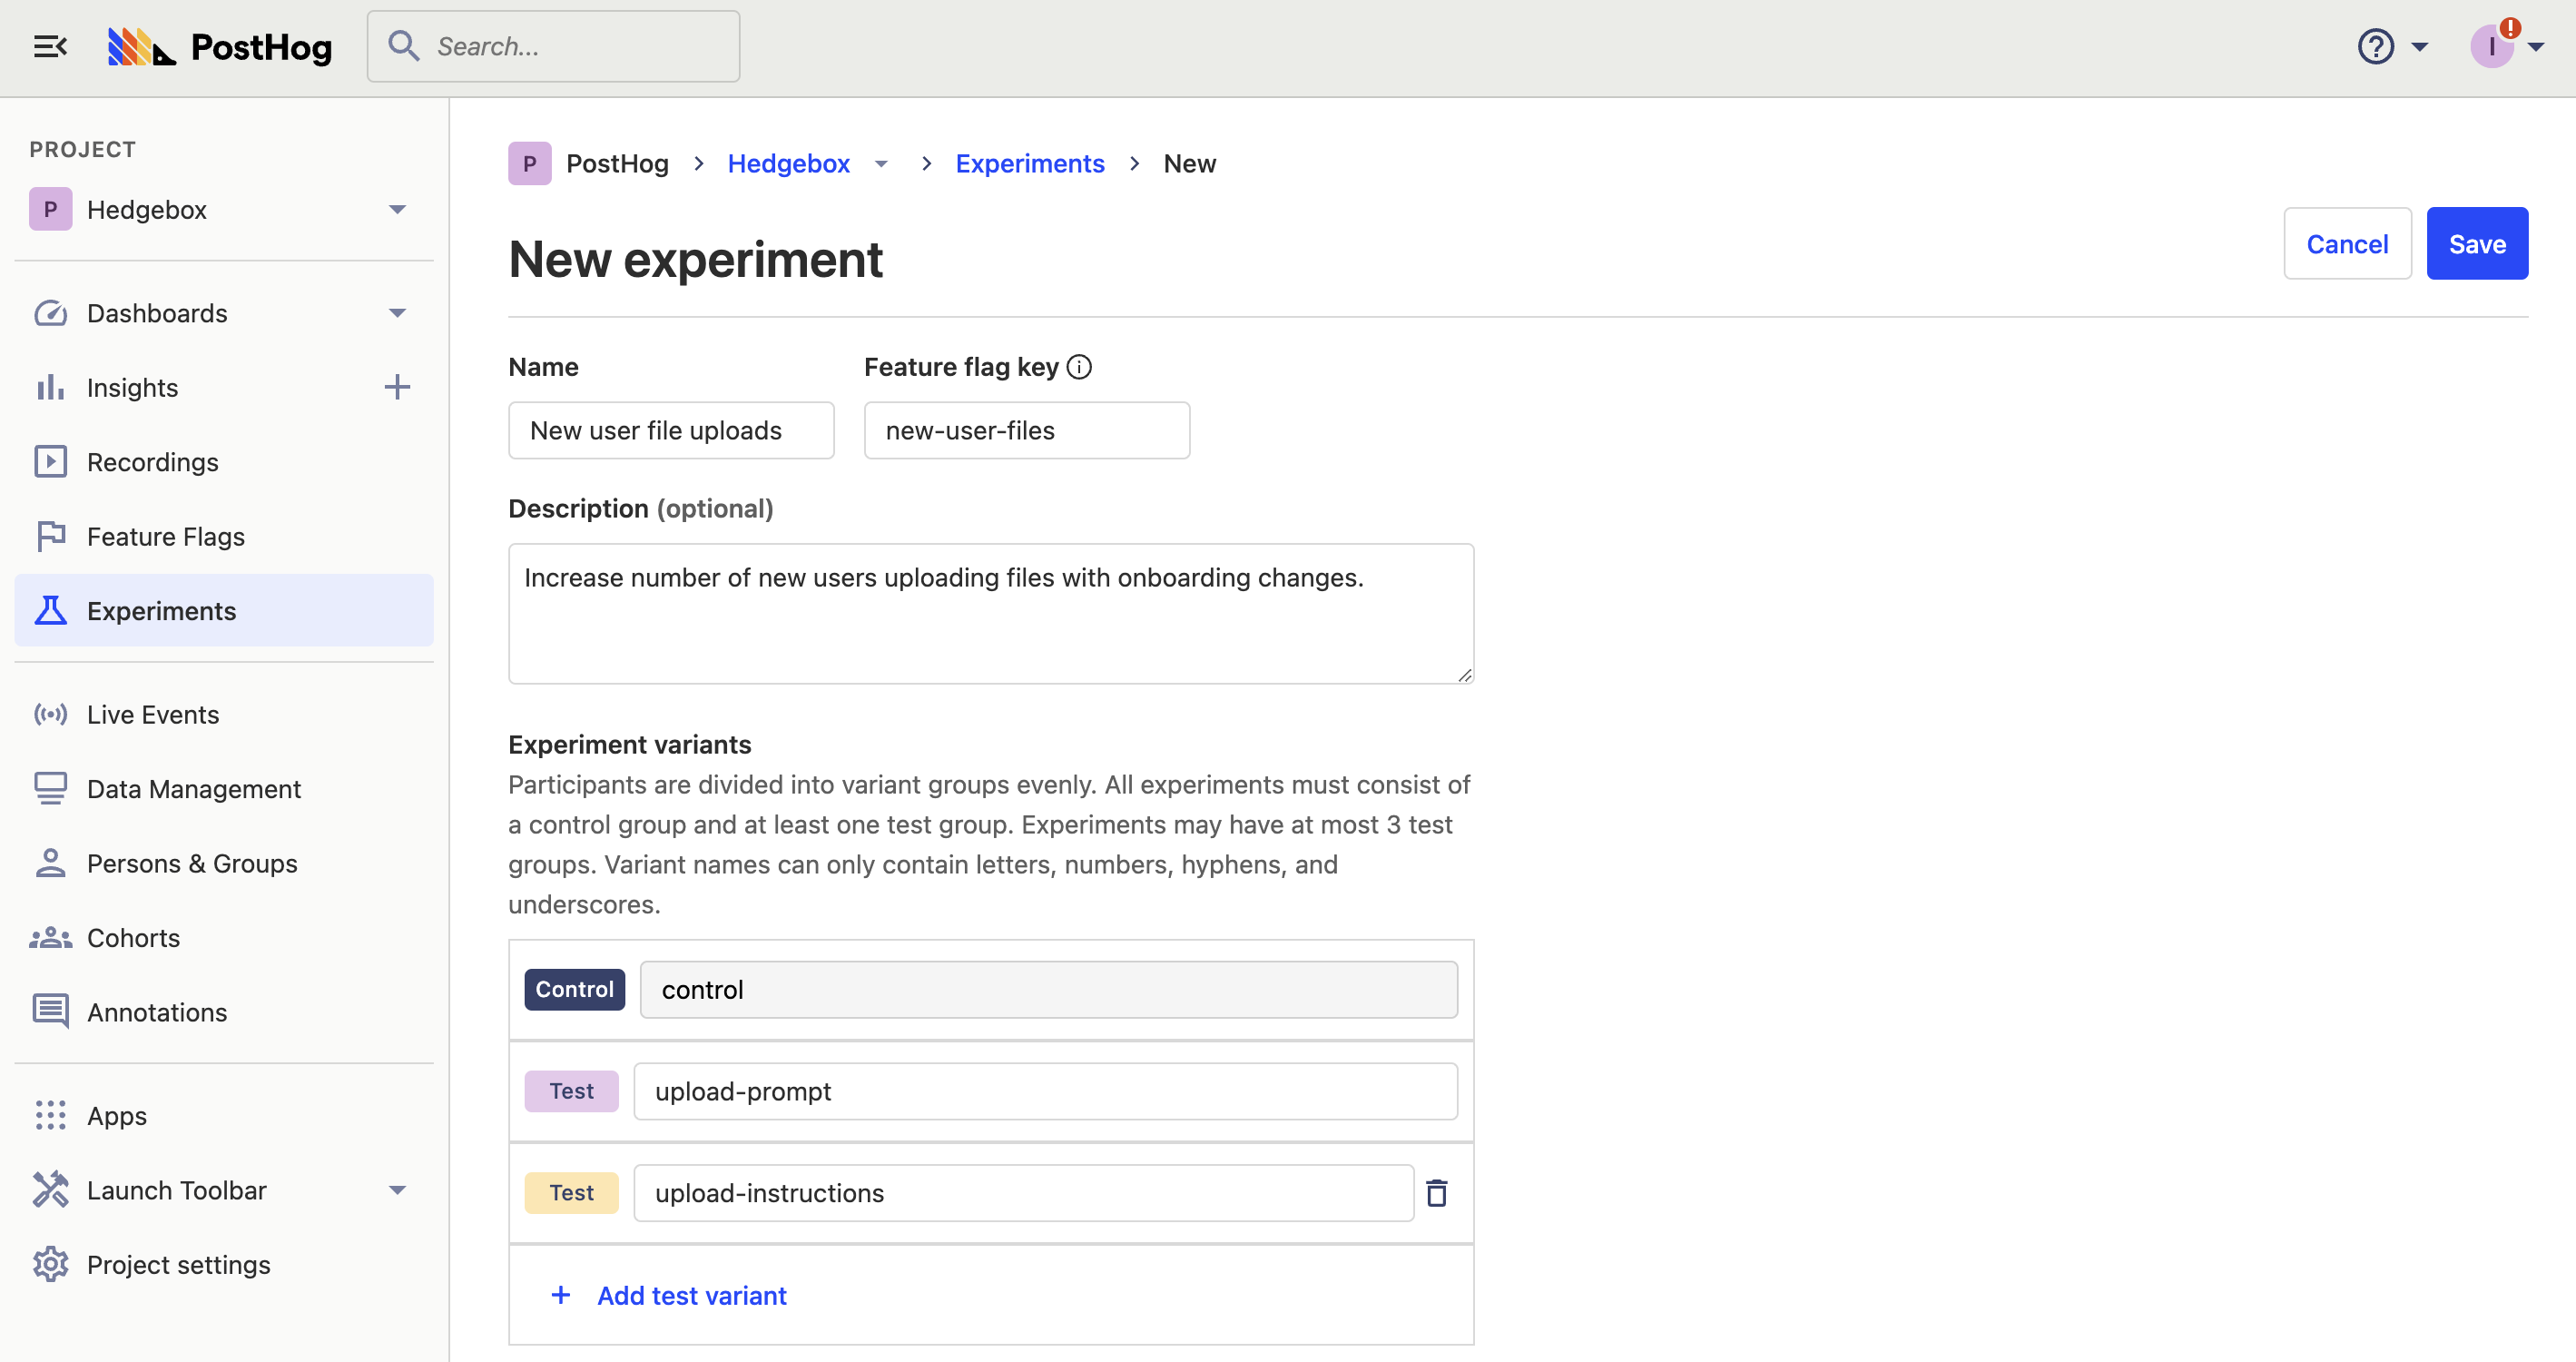 PostHog
Search...
I
!
PROJECT
P Hedgebox
Dashboards
Insights
Recordings
Feature Flags
Experiments
Live Events
Data Management
Persons & Groups
Cohorts
Annotations
Apps
Launch Toolbar
Project settings
P PostHog > Hedgebox > Experiments > New
New experiment
Cancel
Save
Name
Feature flag key
New user file uploads
new-user-files
Description (optional)
Increase number of new users uploading files with onboarding changes.
Experiment variants
Participants are divided into variant groups evenly. All experiments must consist of
a control group and at least one test group. Experiments may have at most 3 test
groups. Variant names can only contain letters, numbers, hyphens, and
underscores.
Control control
Test upload-prompt
Test upload-instructions
+ Add test variant